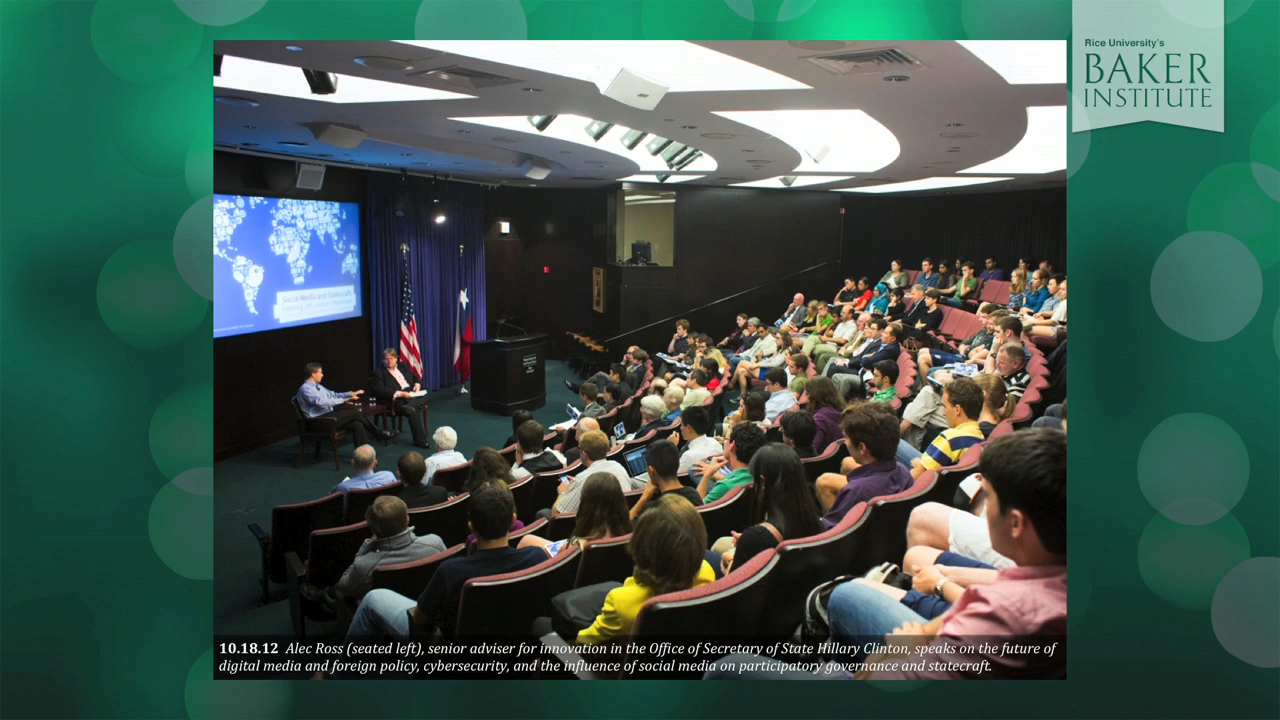 Rice University's
BAKER
INSTITUTE
Social Media and Statecraft
10.18.12 Alec Ross (seated left), senior adviser for innovation in the Office of Secretary of State Hillary Clinton, speaks on the future of
digital media and foreign policy, cybersecurity, and the influence of social media on participatory governance and statecraft.